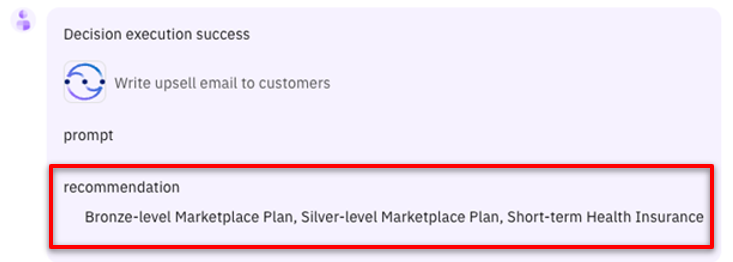 Decision execution success
Write upsell email to customers
prompt
recommendation
Bronze-level Marketplace Plan, Silver-level Marketplace Plan, Short-term Health Insurance